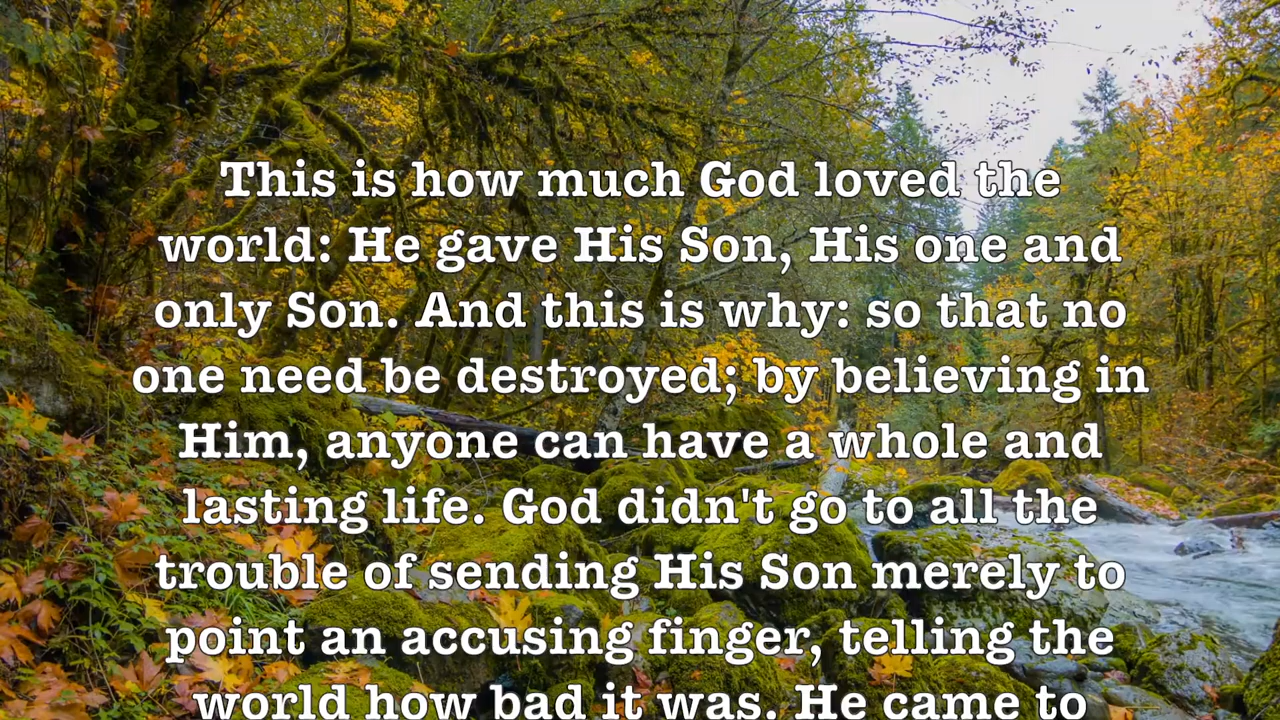 This is how much God loved the
world: He gave His Son, His one and
only Son. And this is why: so that no
one need be destroyed; by believing in
Him, anyone can have a whole and
lasting life. God didn't go to all the
trouble of sending His Son merely to
point an accusing finger, telling the
world how bad it was. He came to